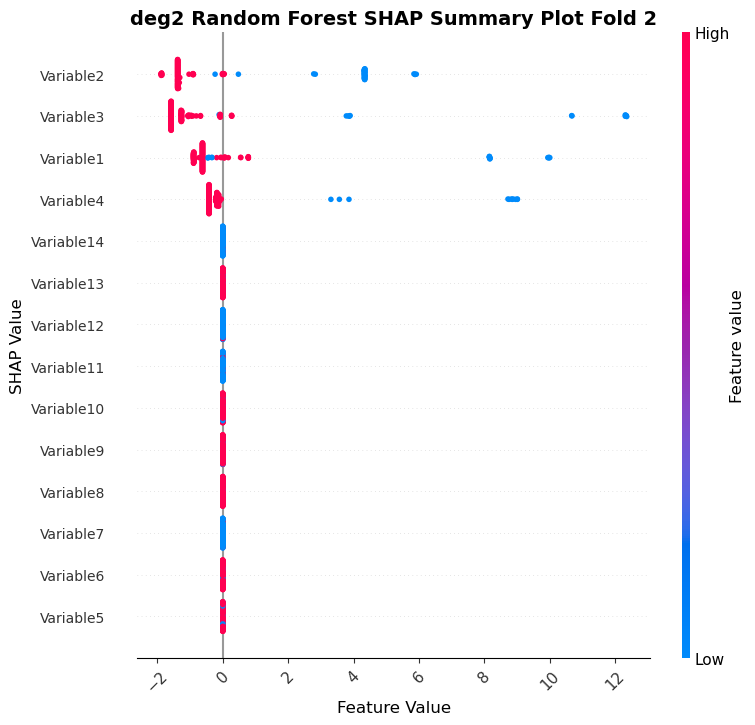 deg2 Random Forest SHAP Summary Plot Fold 2
High
Variable2
Variable3
Variable1
Variable4
Variable14
Variable13
Variable12
Variable11
Variable10
Variable9
Variable8
Variable7
Variable6
Variable5
SHAP Value
Feature value
Low
−2 0 2 4 6 8 10 12
Feature Value